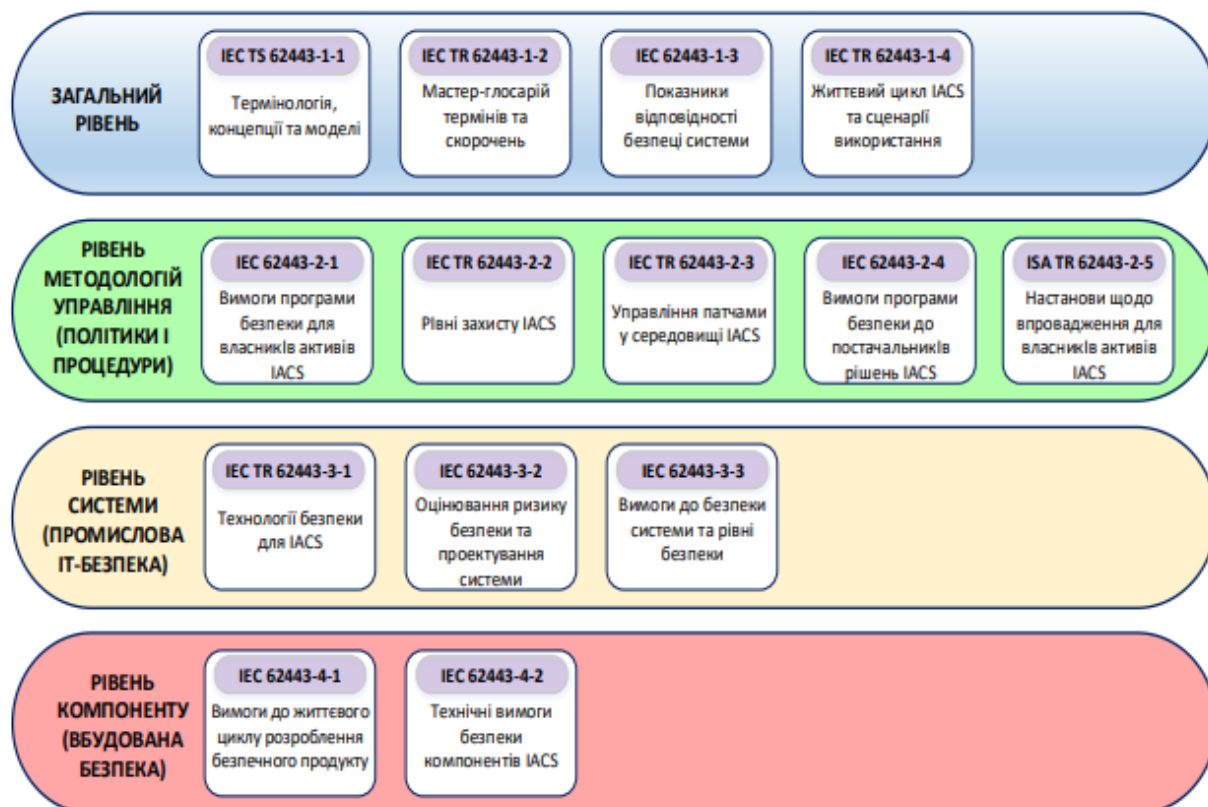 ЗАГАЛЬНИЙ
РІВЕНЬ
IEC TS 62443-1-1
Термінологія,
концепції та моделі
IEC TR 62443-1-2
Мастер-глосарій
термінів та
скорочень
IEC 62443-1-3
Показники
відповідності
безпеці системи
IEC TR 62443-1-4
Життєвий цикл IACS
та сценарії
використання
РІВЕНЬ
МЕТОДОЛОГІЙ
УПРАВЛІННЯ
(ПОЛІТИКИ І
ПРОЦЕДУРИ)
IEC 62443-2-1
Вимоги програми
безпеки для
власників активів
IACS
IEC TR 62443-2-2
Рівні захисту IACS
IEC TR 62443-2-3
Управління патчами
у середовищі IACS
IEC 62443-2-4
Вимоги програми
безпеки до
постачальників
рішень IACS
ISA TR 62443-2-5
Настанови щодо
впровадження для
власників активів
IACS
РІВЕНЬ
СИСТЕМИ
(ПРОМИСЛОВА
ІТ-БЕЗПЕКА)
IEC TR 62443-3-1
Технології безпеки
для IACS
IEC 62443-3-2
Оцінювання ризику
безпеки та
проектування
системи
IEC 62443-3-3
Вимоги до безпеки
системи та рівні
безпеки
РІВЕНЬ
КОМПОНЕНТУ
(ВБУДОВАНА
БЕЗПЕКА)
IEC 62443-4-1
Вимоги до життєвого
циклу розроблення
безпечного продукту
IEC 62443-4-2
Технічні вимоги
безпеки
компонентів IACS